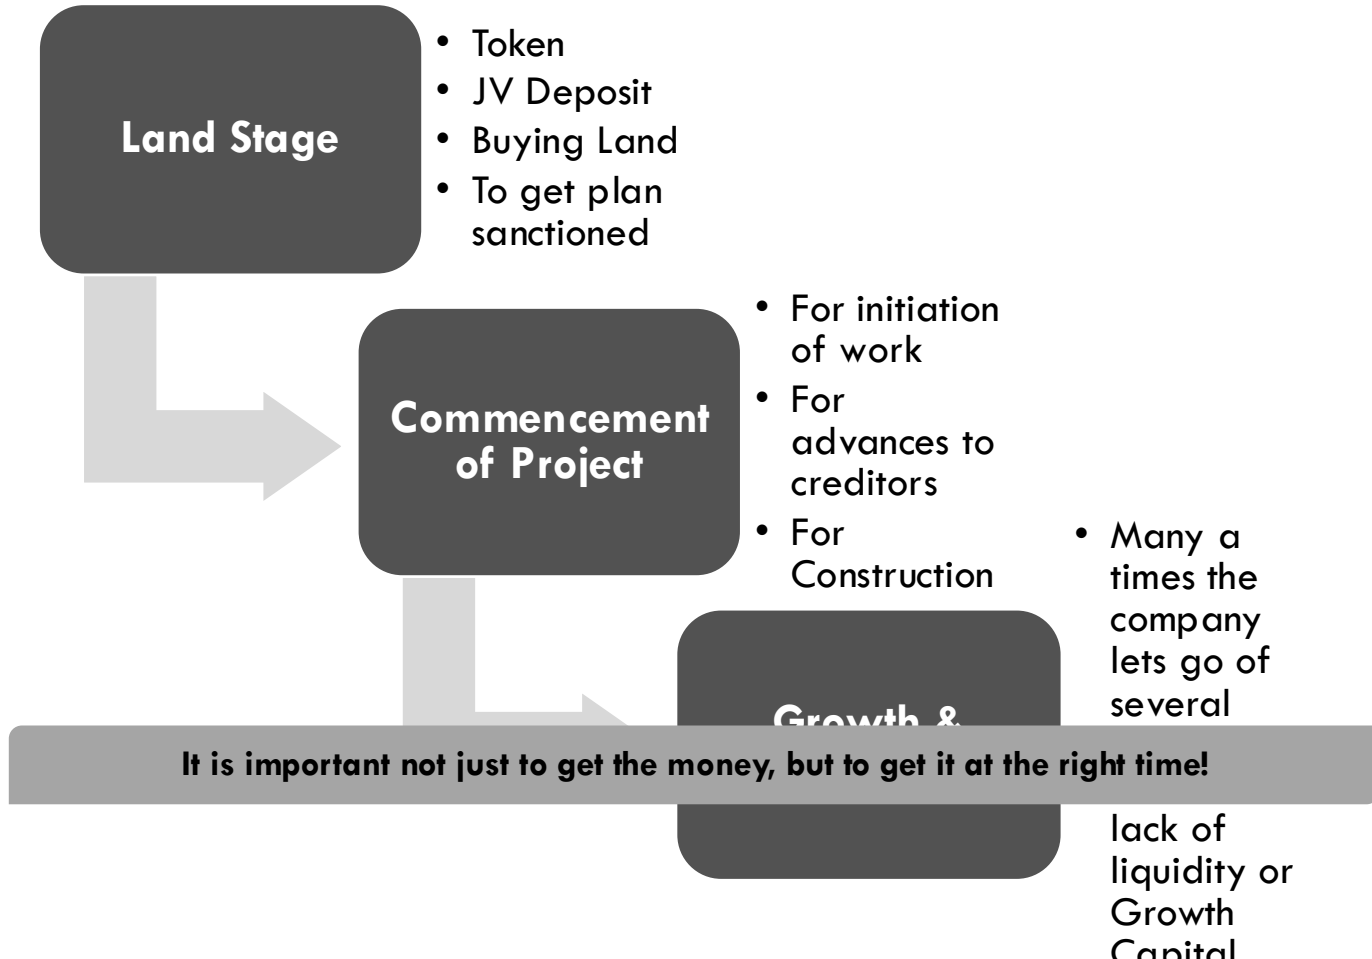 Land Stage
• Token
• JV Deposit
• Buying Land
• To get plan
sanctioned
Commencement
of Project
• For initiation
of work
• For
advances to
creditors
• For
Construction
Growth &
• Many a
times the
company
lets go of
several
It is important not just to get the money, but to get it at the right time!
lack of
liquidity or
Growth
Capital